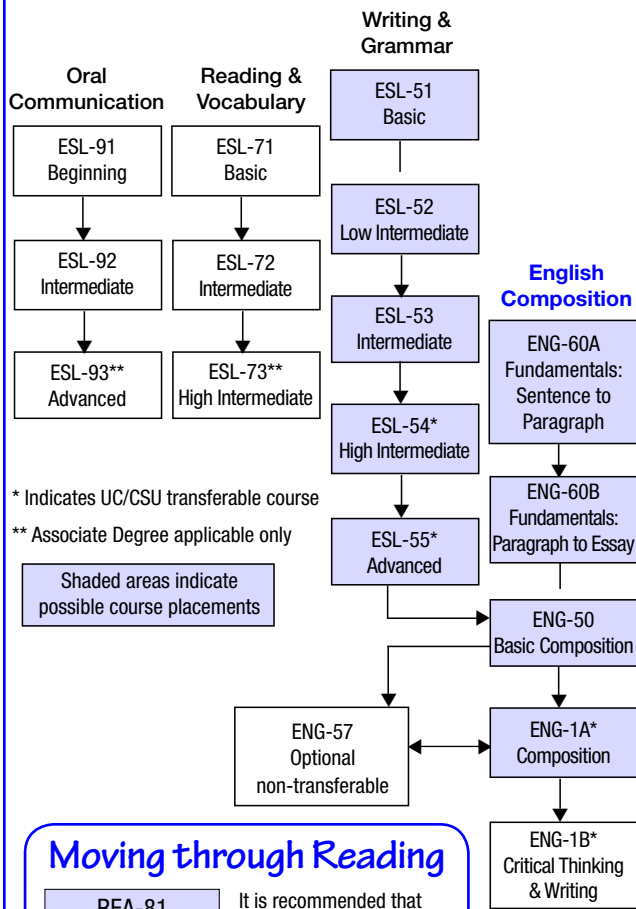 Oral
Communication
ESL-91
Beginning
ESL-92
Intermediate
ESL-93**
Advanced
Reading &
Vocabulary
ESL-71
Basic
ESL-72
Intermediate
ESL-73**
High Intermediate
Writing &
Grammar
ESL-51
Basic
ESL-52
Low Intermediate
ESL-53
Intermediate
ESL-54*
High Intermediate
ESL-55*
Advanced
English
Composition
ENG-60A
Fundamentals:
Sentence to
Paragraph
ENG-60B
Fundamentals:
Paragraph to Essay
ENG-50
Basic Composition
ENG-57
Optional
non-transferable
ENG-1A*
Composition
ENG-1B*
Critical Thinking
& Writing
* Indicates UC/CSU transferable course
** Associate Degree applicable only
Shaded areas indicate
possible course placements
Moving through Reading
REA-81
It is recommended that